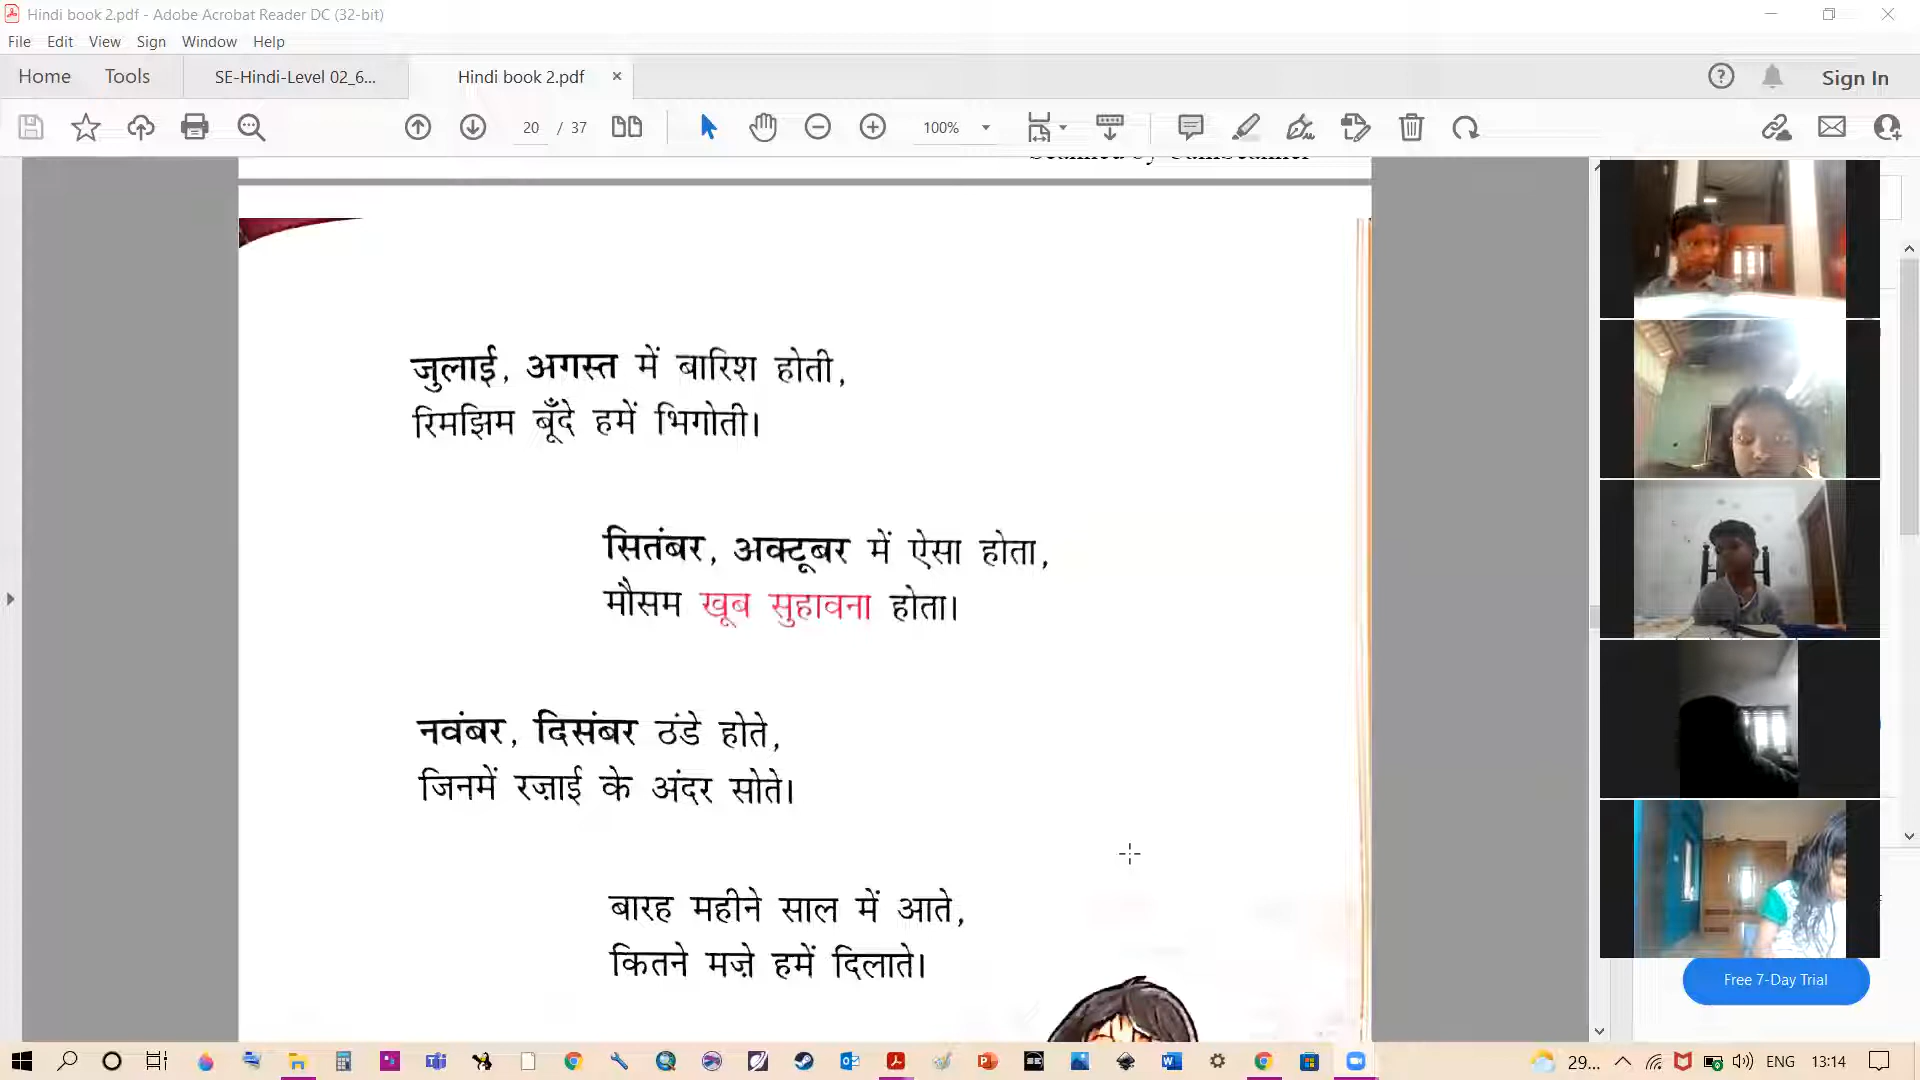 Hindi book 2.pdf - Adobe Acrobat Reader DC (32-bit)
File Edit View Sign Window Help
Home Tools SE-Hindi-Level 02_6... Hindi book 2.pdf × Sign In
20 / 37 100%
Scanned by CamScanner
जुलाई, अगस्त में बारिश होती,
रिमझिम बूँदे हमें भिगोती।
सितंबर, अक्टूबर में ऐसा होता,
मौसम खूब सुहावना होता।
नवंबर, दिसंबर ठंडे होते,
जिनमें रज़ाई के अंदर सोते।
बारह महीने साल में आते,
कितने मज़े हमें दिलाते।
Free 7-Day Trial
29... ENG 13:14